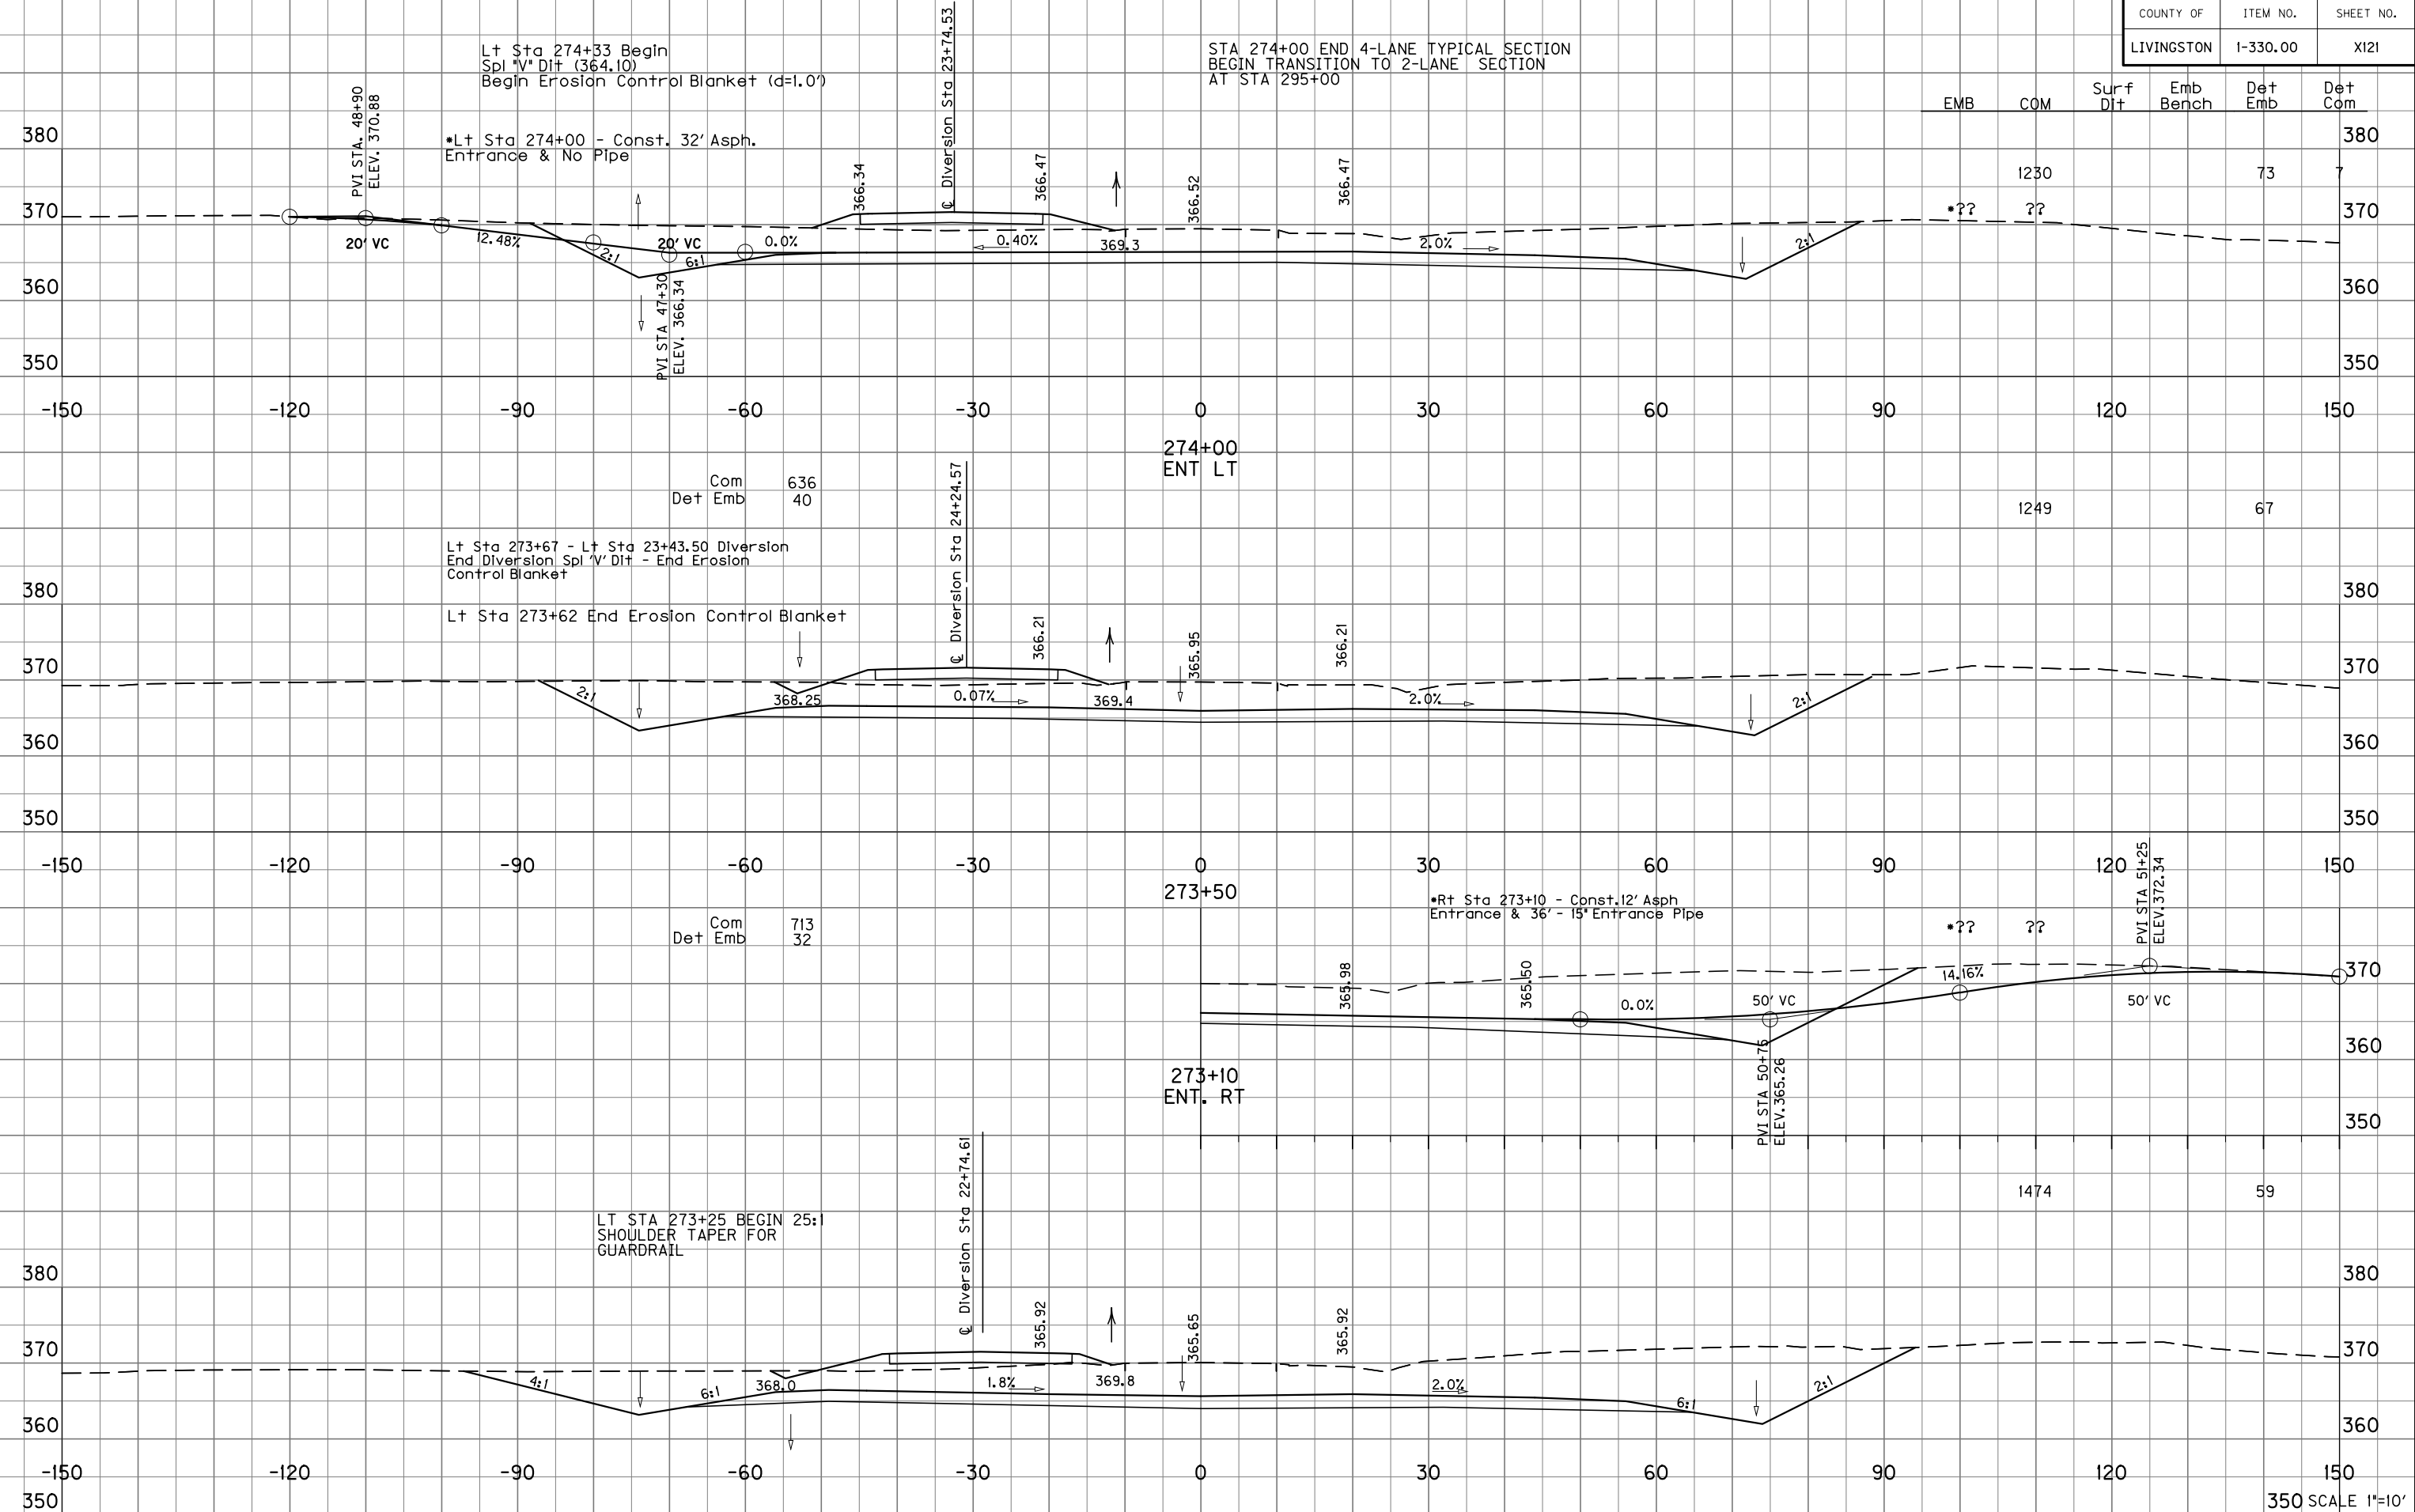 COUNTY OF ITEM NO. SHEET NO.
LIVINGSTON 1-330.00 X121
Surf Emb Det Det
EMB COM Dit Bench Emb Com
Lt Sta 274+33 Begin
Spl "V" Dit (364.10)
Begin Erosion Control Blanket (d=1.0')
STA 274+00 END 4-LANE TYPICAL SECTION
BEGIN TRANSITION TO 2-LANE SECTION
AT STA 295+00
*Lt Sta 274+00 - Const. 32' Asph.
Entrance & No Pipe
PVI STA. 48+90
ELEV. 370.88
℄ Diversion Sta 23+74.53
366.34
366.47
366.52
366.47
1230 73 7
*?? ??
380 380
370 370
360 360
350 350
20' VC
12.48%
2:1
20' VC
6:1
0.0%
0.40%
369.3
2.0%
2:1
PVI STA 47+30
ELEV. 366.34
-150 -120 -90 -60 -30 0 30 60 90 120 150
274+00
ENT LT
Com 636
Det Emb 40
1249 67
Lt Sta 273+67 - Lt Sta 23+43.50 Diversion
End Diversion Spl 'V' Dit - End Erosion
Control Blanket
Lt Sta 273+62 End Erosion Control Blanket
℄ Diversion Sta 24+24.57
366.21
365.95
366.21
380 380
370 370
360 360
350 350
2:1
368.25
0.07%
369.4
2.0%
2:1
-150 -120 -90 -60 -30 0 30 60 90 120 150
273+50
Com 713
Det Emb 32
*Rt Sta 273+10 - Const. 12' Asph
Entrance & 36' - 15" Entrance Pipe
*?? ??
PVI STA 51+25
ELEV. 372.34
365.98
365.50
0.0%
50' VC
14.16%
50' VC
370
360
350
PVI STA 50+75
ELEV. 365.26
273+10
ENT. RT
1474 59
℄ Diversion Sta 22+74.61
LT STA 273+25 BEGIN 25:1
SHOULDER TAPER FOR
GUARDRAIL
365.92
365.65
365.92
380 380
370 370
360 360
4:1
6:1
368.0
1.8%
369.8
2.0%
6:1
2:1
-150 -120 -90 -60 -30 0 30 60 90 120 150
350 350 SCALE 1"=10'